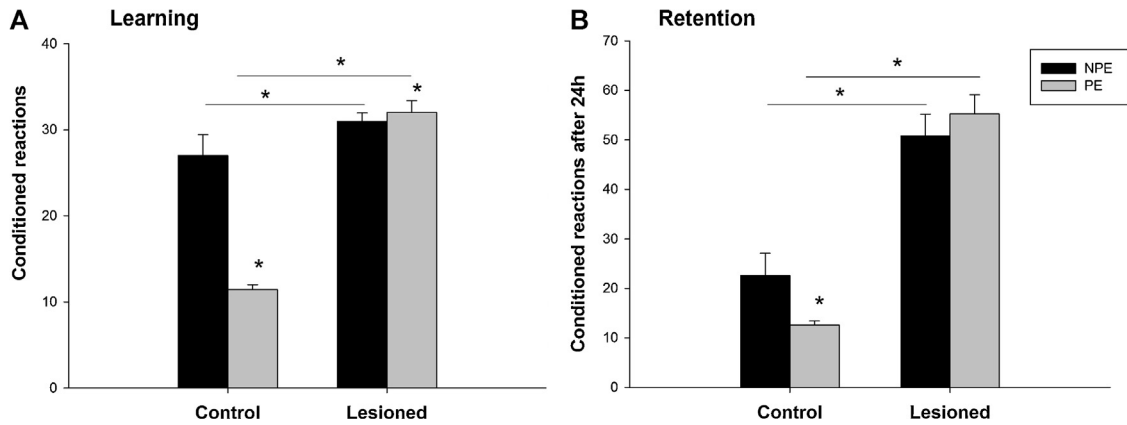 A Learning
Conditioned reactions
40
30
20
10
0
*
*
*
*
Control Lesioned
B Retention
Conditioned reactions after 24h
70
60
50
40
30
20
10
0
*
*
*
Control Lesioned
NPE
PE